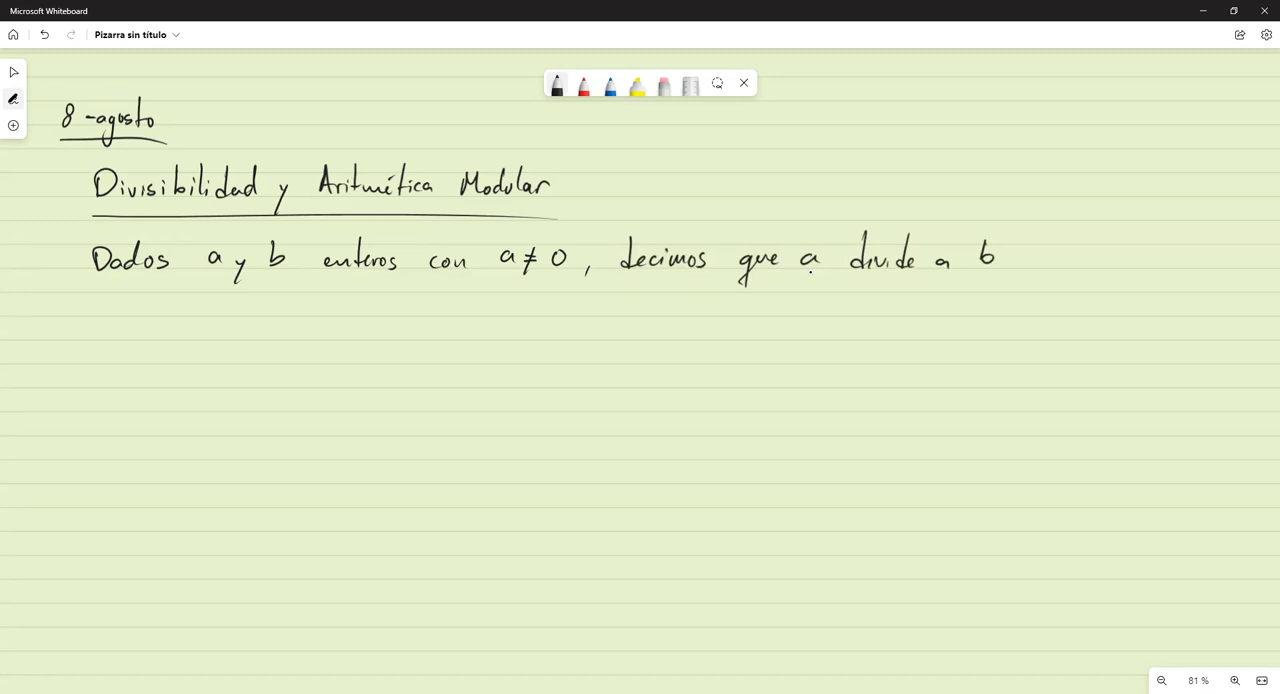 Microsoft Whiteboard
Pizarra sin título
8-agosto
Divisibilidad y Aritmética Modular
Dados a y b enteros con a ≠ 0, decimos que a divide a b
81 %